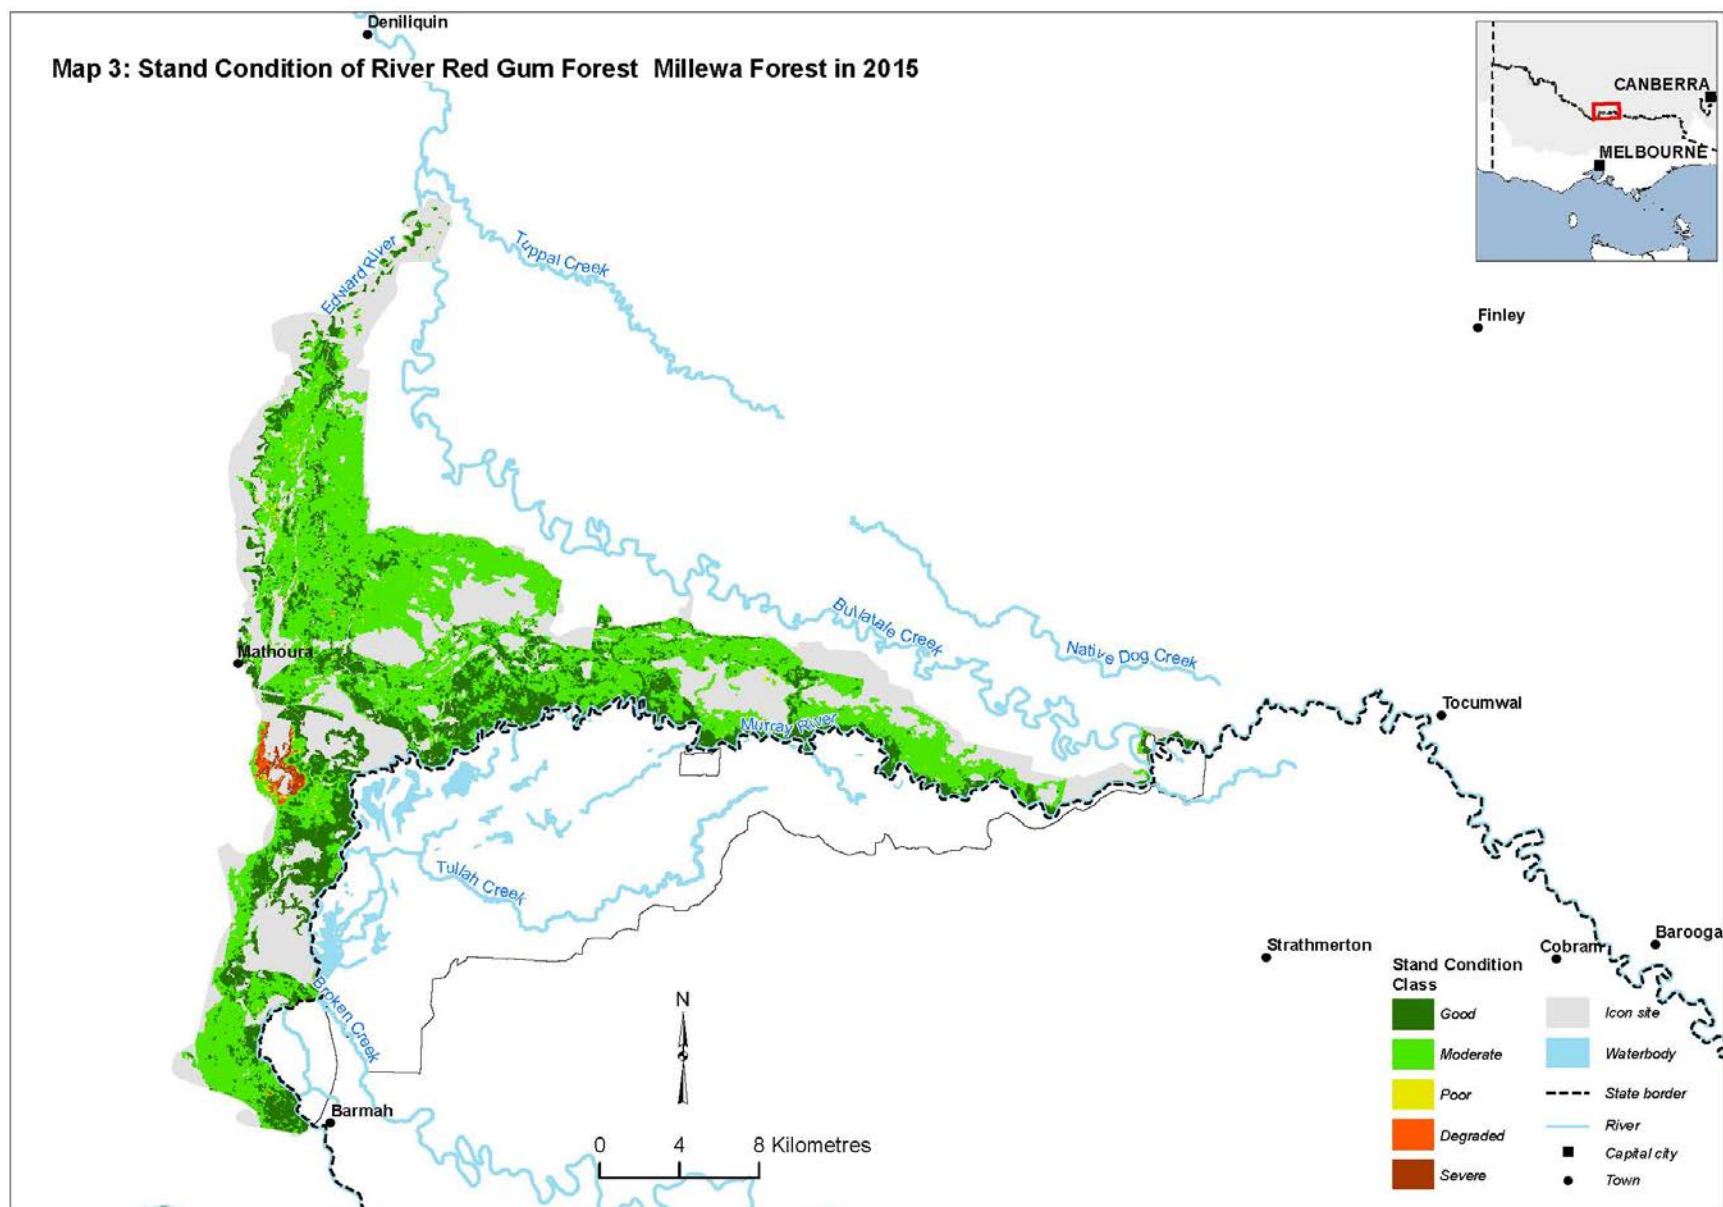 Deniliquin
Map 3: Stand Condition of River Red Gum Forest  Millewa Forest in 2015
CANBERRA
MELBOURNE
Edward River
Tuppal Creek
Finley
Bullatale Creek
Native Dog Creek
Mathoura
Tocumwal
Murray River
Tullah Creek
Broken Creek
Strathmerton
Cobram
Barooga
Barmah
N
0 4 8 Kilometres
Stand Condition
Class
Good
Moderate
Poor
Degraded
Severe
Icon site
Waterbody
State border
River
Capital city
Town